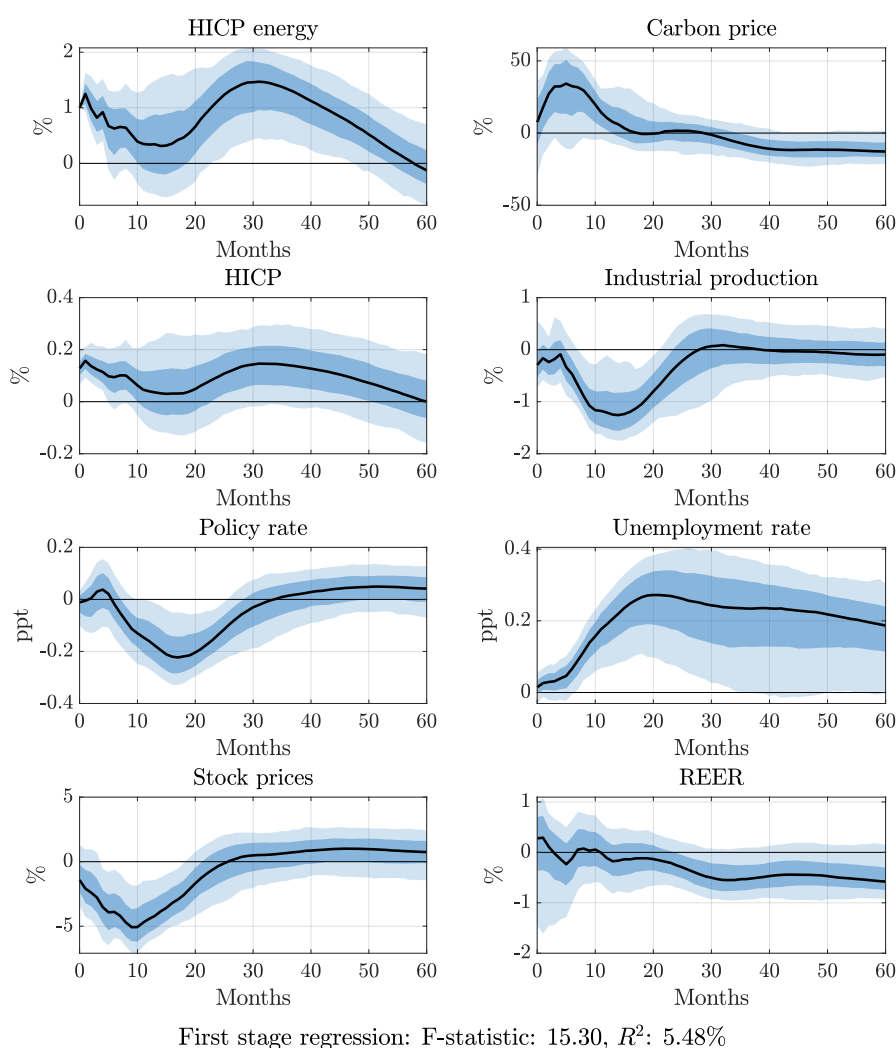 HICP energy
2
1
0
%
0 10 20 30 40 50 60
Months
Carbon price
50
0
-50
%
0 10 20 30 40 50 60
Months
HICP
0.4
0.2
0
-0.2
%
0 10 20 30 40 50 60
Months
Industrial production
1
0
-1
-2
%
0 10 20 30 40 50 60
Months
Policy rate
0.2
0
-0.2
-0.4
ppt
0 10 20 30 40 50 60
Months
Unemployment rate
0.4
0.2
0
ppt
0 10 20 30 40 50 60
Months
Stock prices
5
0
-5
%
0 10 20 30 40 50 60
Months
REER
1
0
-1
-2
%
0 10 20 30 40 50 60
Months
First stage regression: F-statistic: 15.30, R²: 5.48%